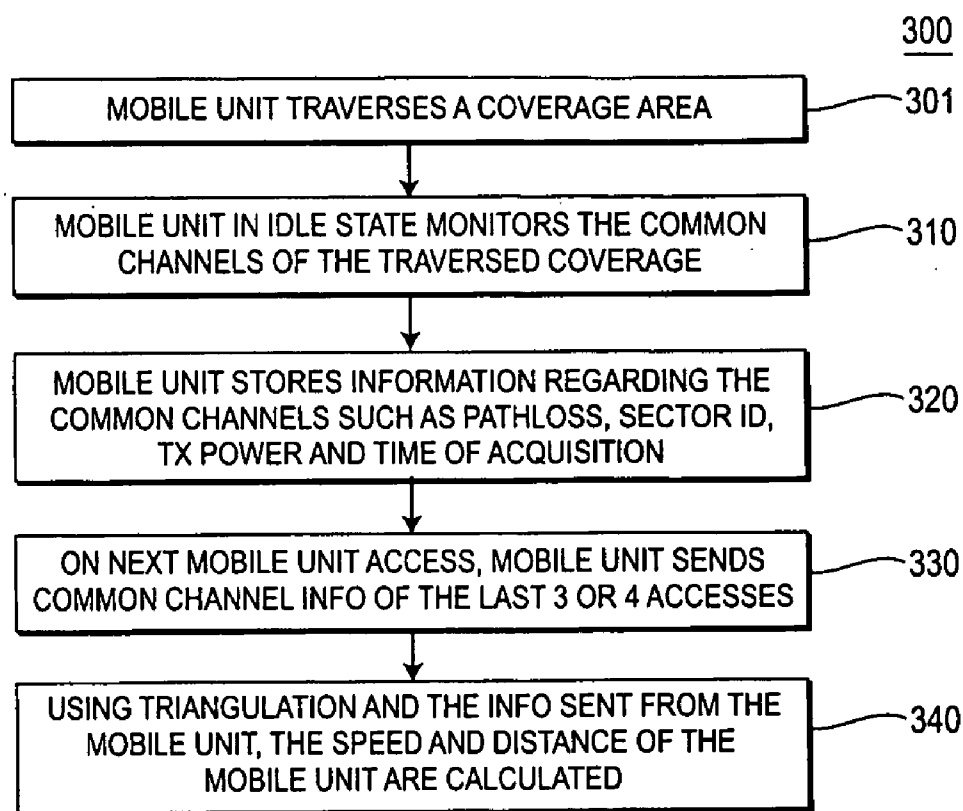 300
MOBILE UNIT TRAVERSES A COVERAGE AREA
301
MOBILE UNIT IN IDLE STATE MONITORS THE COMMON
CHANNELS OF THE TRAVERSED COVERAGE
310
MOBILE UNIT STORES INFORMATION REGARDING THE
COMMON CHANNELS SUCH AS PATHLOSS, SECTOR ID,
TX POWER AND TIME OF ACQUISITION
320
ON NEXT MOBILE UNIT ACCESS, MOBILE UNIT SENDS
COMMON CHANNEL INFO OF THE LAST 3 OR 4 ACCESSES
330
USING TRIANGULATION AND THE INFO SENT FROM THE
MOBILE UNIT, THE SPEED AND DISTANCE OF THE
MOBILE UNIT ARE CALCULATED
340